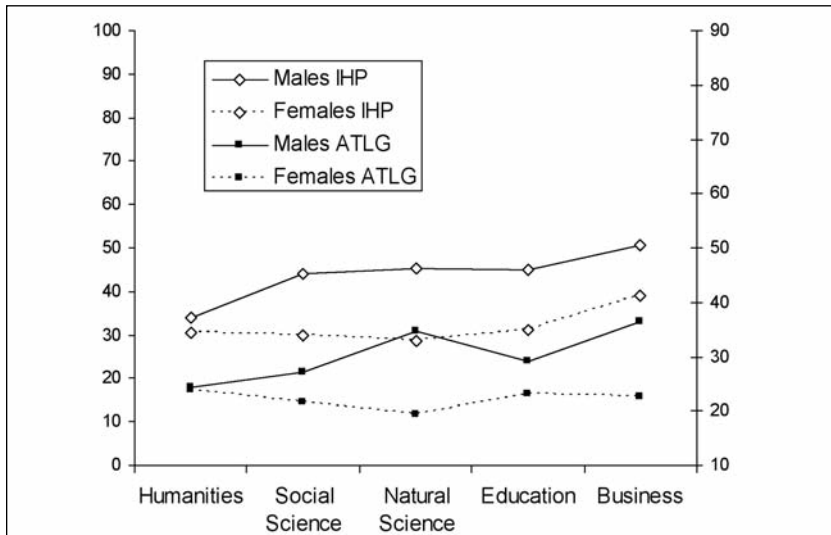 100
90
80
70
60
50
40
30
20
10
0
Males IHP
Females IHP
Males ATLG
Females ATLG
90
80
70
60
50
40
30
20
10
Humanities
Social
Science
Natural
Science
Education
Business